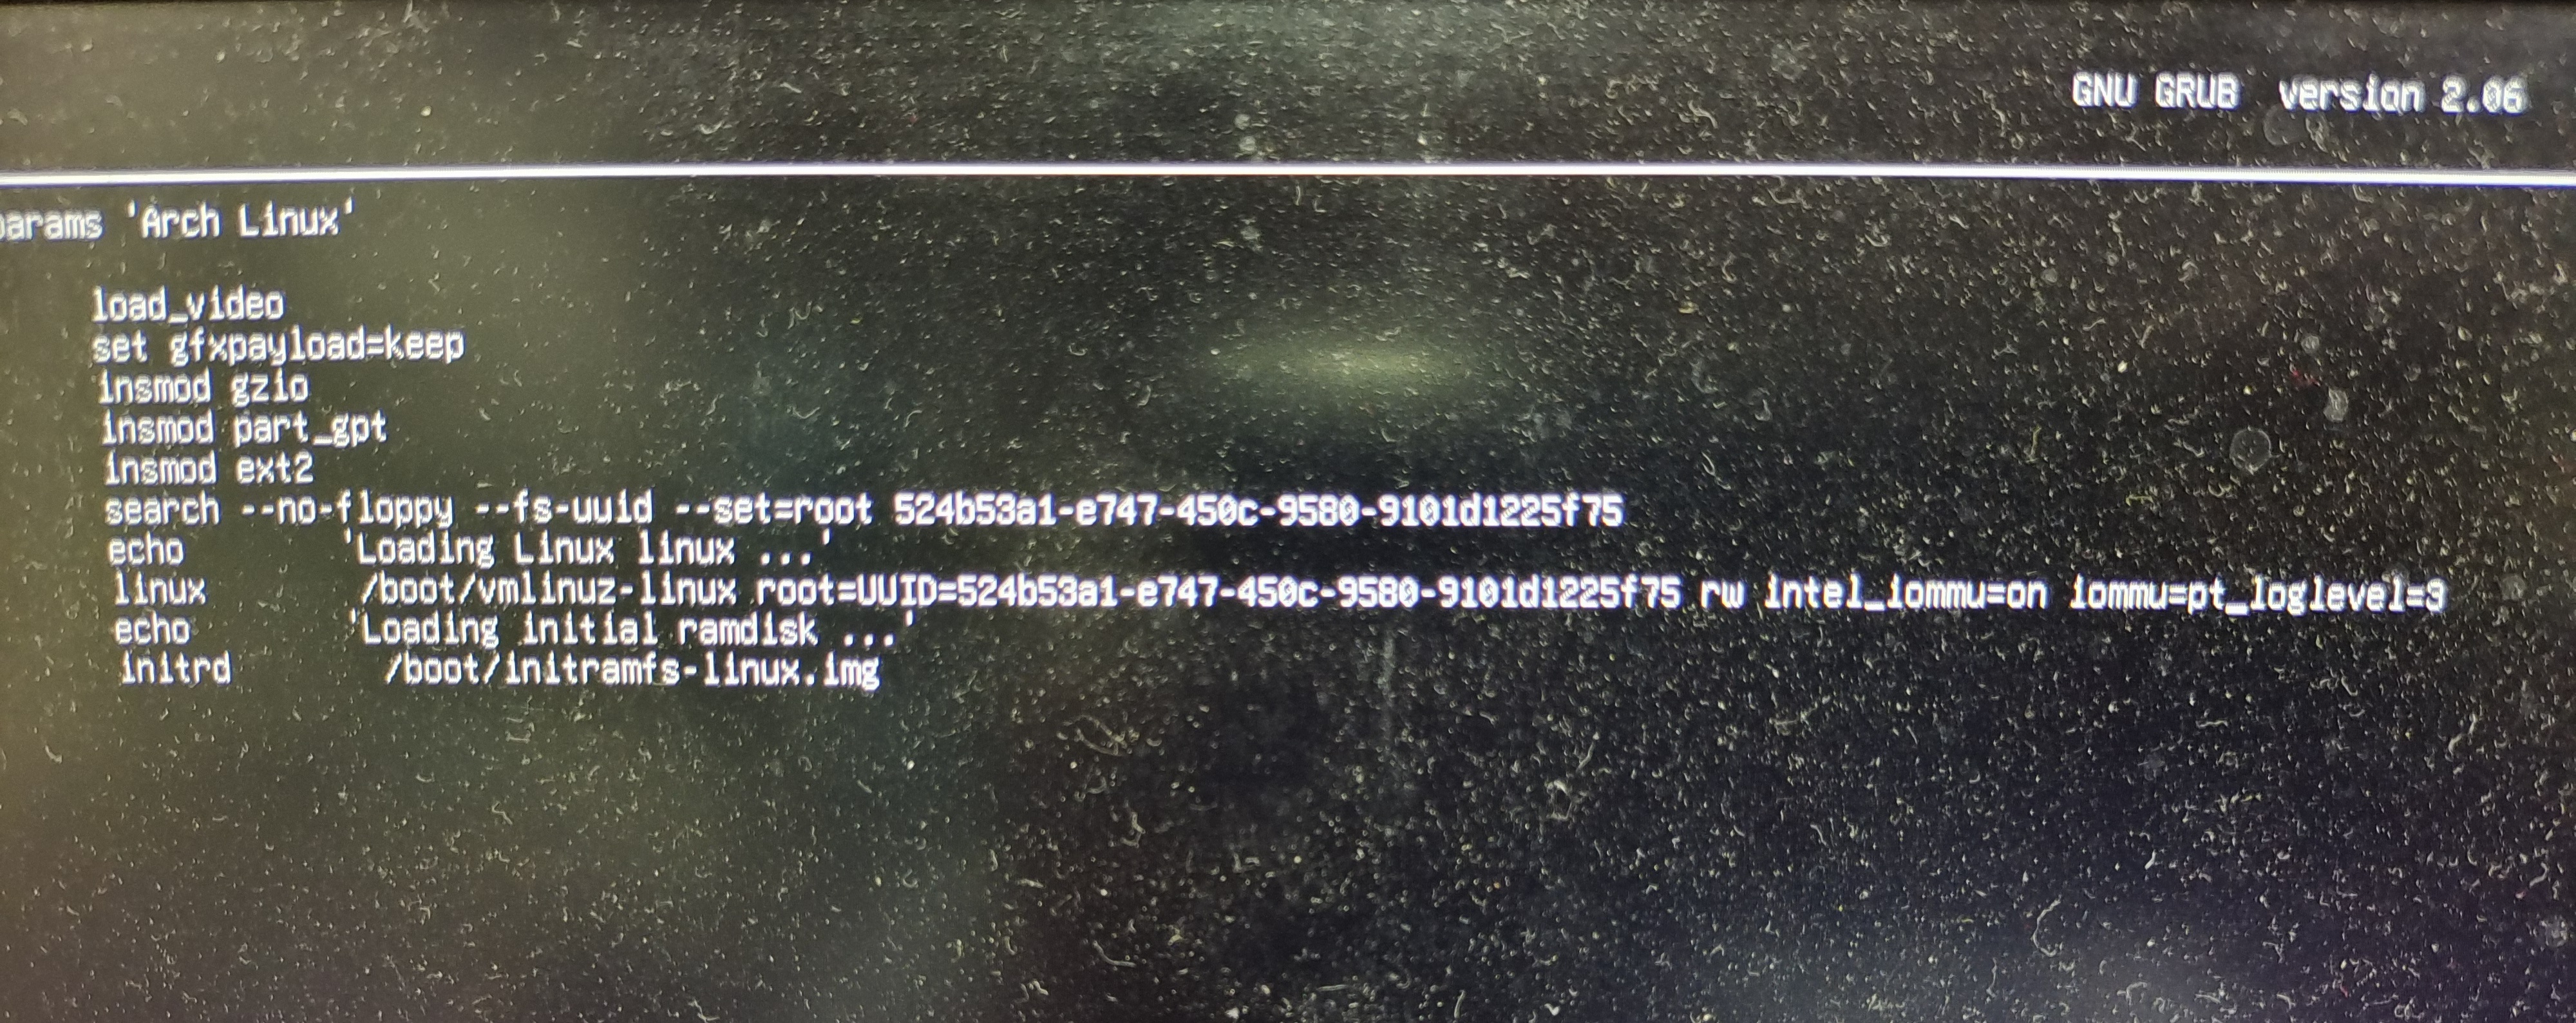 GNU GRUB version 2.06
params 'Arch Linux'
load_video
set gfxpayload=keep
insmod gzio
insmod part_gpt
insmod ext2
search --no-floppy --fs-uuid --set=root 524b53a1-e747-450c-9580-9101d1225f75
echo 'Loading Linux linux ...'
linux /boot/vmlinuz-linux root=UUID=524b53a1-e747-450c-9580-9101d1225f75 rw intel_iommu=on iommu=pt_loglevel=3
echo 'Loading initial ramdisk ...'
initrd /boot/initramfs-linux.img